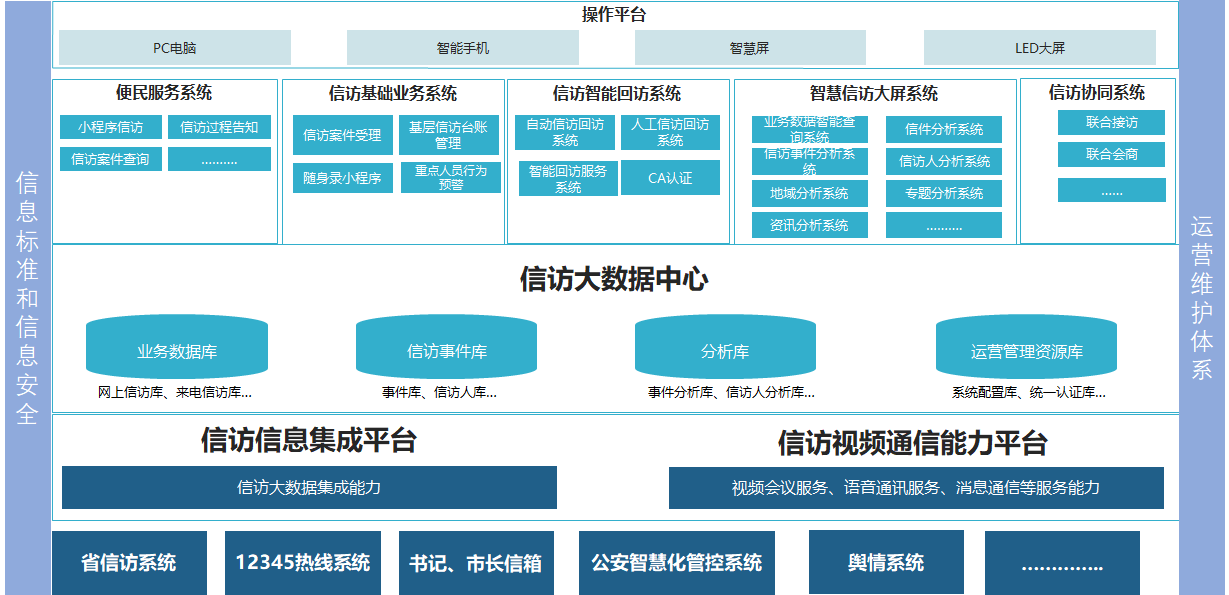 操作平台
PC电脑
智能手机
智慧屏
LED大屏
便民服务系统
小程序信访
信访过程告知
信访案件查询
..........
信访基础业务系统
信访案件受理
基层信访台账
管理
随身录小程序
重点人员行为
预警
信访智能回访系统
自动信访回访
系统
人工信访回访
系统
智能回访服务
系统
CA认证
智慧信访大屏系统
业务数据智能查
询系统
信件分析系统
信访事件分析系
统
信访人分析系统
地域分析系统
专题分析系统
资讯分析系统
..........
信访协同系统
联合接访
联合会商
......
信访大数据中心
业务数据库
网上信访库、来电信访库...
信访事件库
事件库、信访人库...
分析库
事件分析库、信访人分析库...
运营管理资源库
系统配置库、统一认证库...
信访信息集成平台
信访大数据集成能力
信访视频通信能力平台
视频会议服务、语音通讯服务、消息通信等服务能力
省信访系统
12345热线系统
书记、市长信箱
公安智慧化管控系统
舆情系统
..............
信息标准和信息安全
运营维护体系